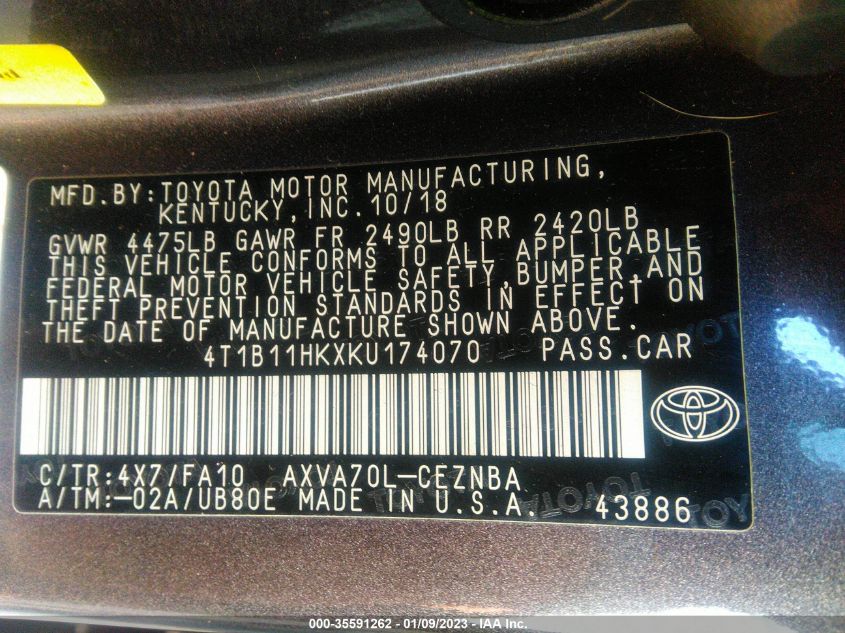 MFD.BY:TOYOTA MOTOR MANUFACTURING,
KENTUCKY,INC.10/18
GVWR 4475LB GAWR FR 2490LB RR 2420LB
THIS VEHICLE CONFORMS TO ALL APPLICABLE
FEDERAL MOTOR VEHICLE SAFETY,BUMPER,AND
THEFT PREVENTION STANDARDS IN EFFECT ON
THE DATE OF MANUFACTURE SHOWN ABOVE.
4T1B11HKXKU174070 PASS.CAR
C/TR:4X7/FA10 AXVA70L-CEZNBA
A/TM:-02A/UB80E MADE IN U.S.A. 43886
TOYOTA TOYOTA TOY
000-35591262 - 01/09/2023 - IAA Inc.